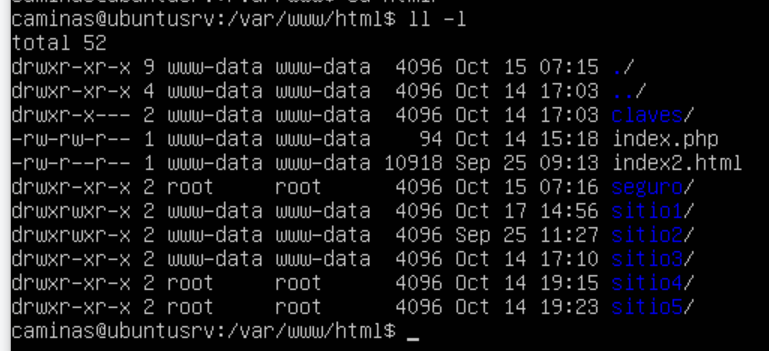 caminas@ubuntusrv:/var/www/html$ ll -l
total 52
drwxr-xr-x 9 www-data www-data  4096 Oct 15 07:15 ./
drwxr-xr-x 4 www-data www-data  4096 Oct 14 17:03 ../
drwxr-x--- 2 www-data www-data  4096 Oct 14 17:03 claves/
-rw-rw-r-- 1 www-data www-data    94 Oct 14 15:18 index.php
-rw-r--r-- 1 www-data www-data 10918 Sep 25 09:13 index2.html
drwxr-xr-x 2 root     root      4096 Oct 15 07:16 seguro/
drwxrwxr-x 2 www-data www-data  4096 Oct 17 14:56 sitio1/
drwxrwxr-x 2 www-data www-data  4096 Sep 25 11:27 sitio2/
drwxr-xr-x 2 www-data www-data  4096 Oct 14 17:10 sitio3/
drwxr-xr-x 2 root     root      4096 Oct 14 19:15 sitio4/
drwxr-xr-x 2 root     root      4096 Oct 14 19:23 sitio5/
caminas@ubuntusrv:/var/www/html$ _